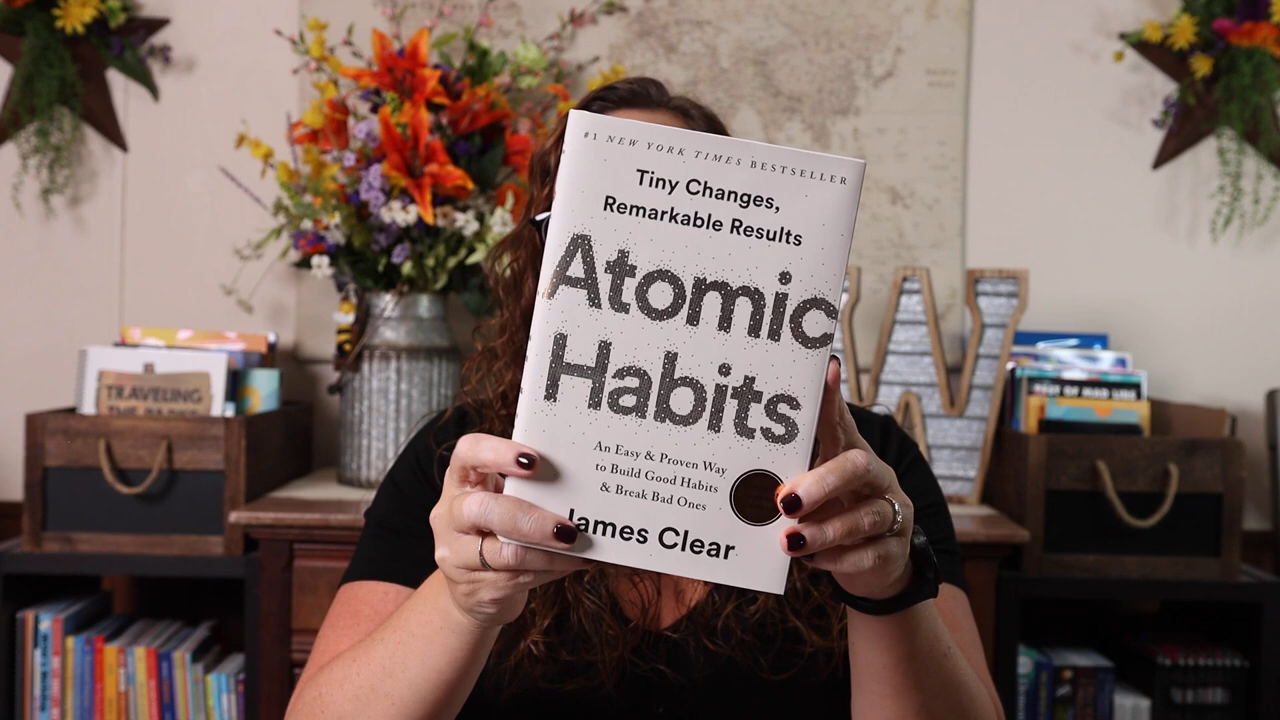 #1 NEW YORK TIMES BESTSELLER
Tiny Changes,
Remarkable Results
Atomic
Habits
An Easy & Proven Way
to Build Good Habits
& Break Bad Ones
James Clear
TRAVELING
W